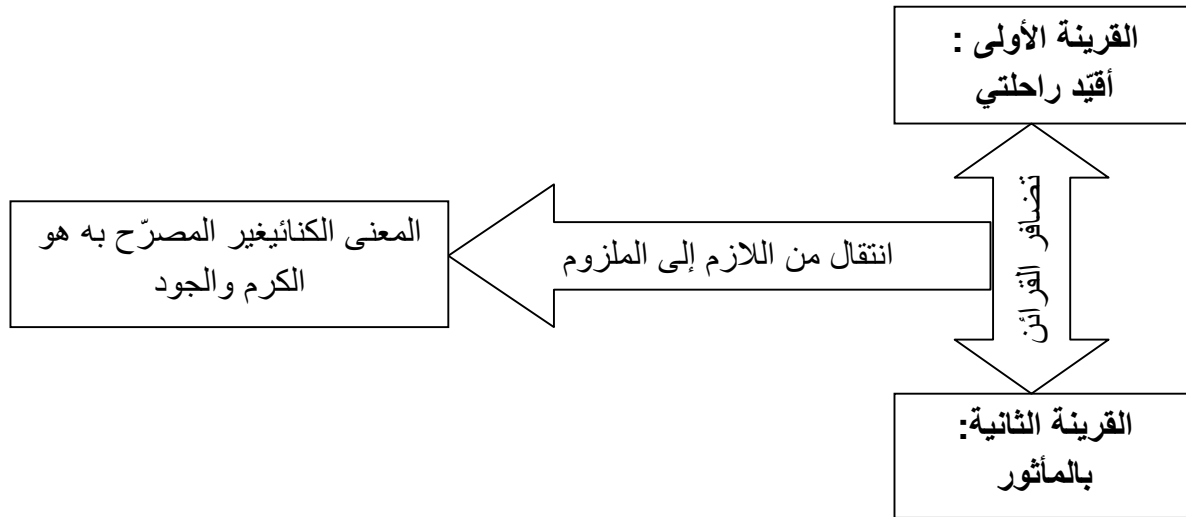 القرينة الأولى :
أقيّد راحلتي
تضافر القرائن
انتقال من اللازم إلى الملزوم
المعنى الكنائيغير المصرّح به هو
الكرم والجود
القرينة الثانية:
بالمأثور